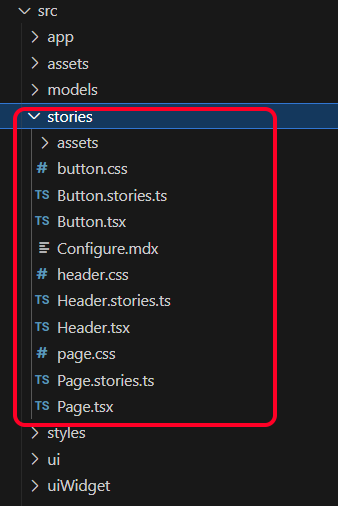 src
app
assets
models
stories
assets
# button.css
TS Button.stories.ts
TS Button.tsx
Configure.mdx
# header.css
TS Header.stories.ts
TS Header.tsx
# page.css
TS Page.stories.ts
TS Page.tsx
styles
ui
uiWidget